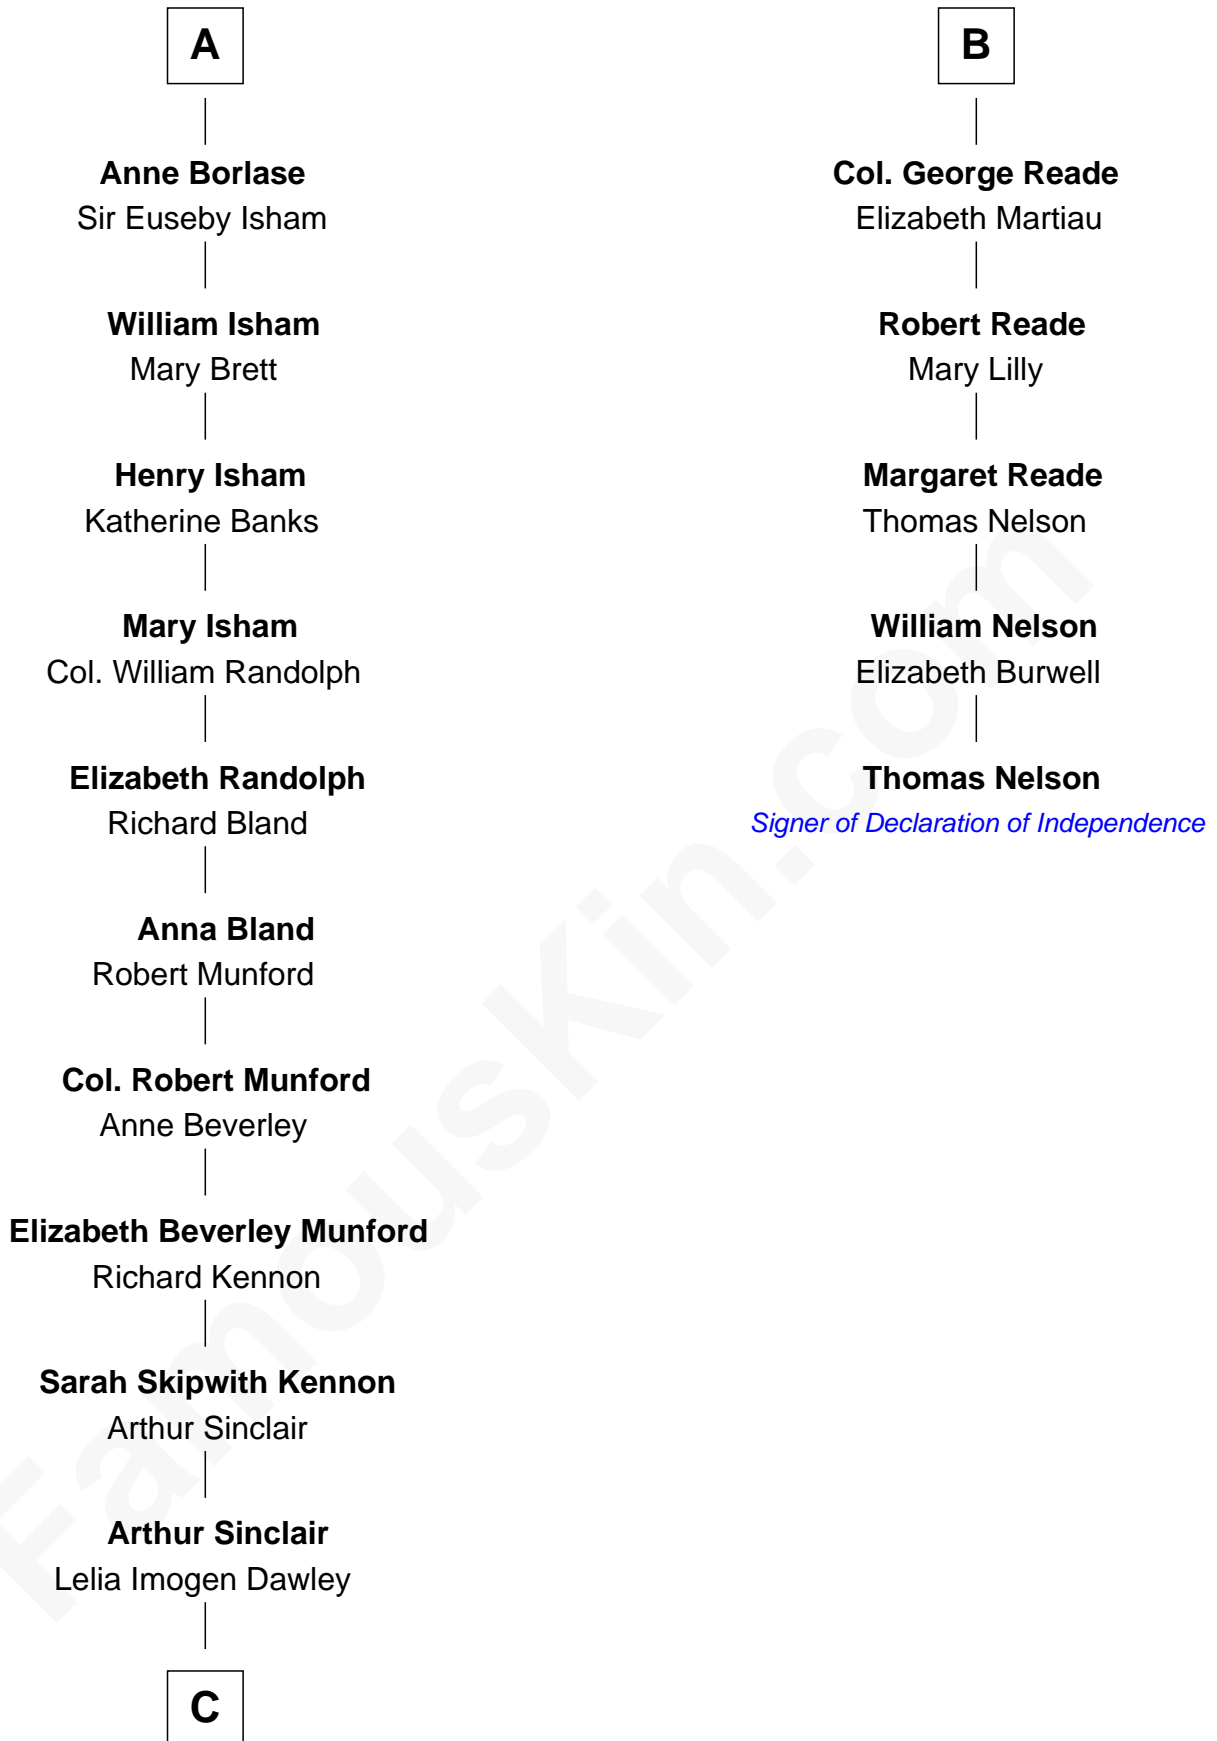 A
Anne Borlase
Sir Euseby Isham
William Isham
Mary Brett
Henry Isham
Katherine Banks
Mary Isham
Col. William Randolph
Elizabeth Randolph
Richard Bland
Anna Bland
Robert Munford
Col. Robert Munford
Anne Beverley
Elizabeth Beverley Munford
Richard Kennon
Sarah Skipwith Kennon
Arthur Sinclair
Arthur Sinclair
Lelia Imogen Dawley
C
B
Col. George Reade
Elizabeth Martiau
Robert Reade
Mary Lilly
Margaret Reade
Thomas Nelson
William Nelson
Elizabeth Burwell
Thomas Nelson
Signer of Declaration of Independence
FamousKin.com